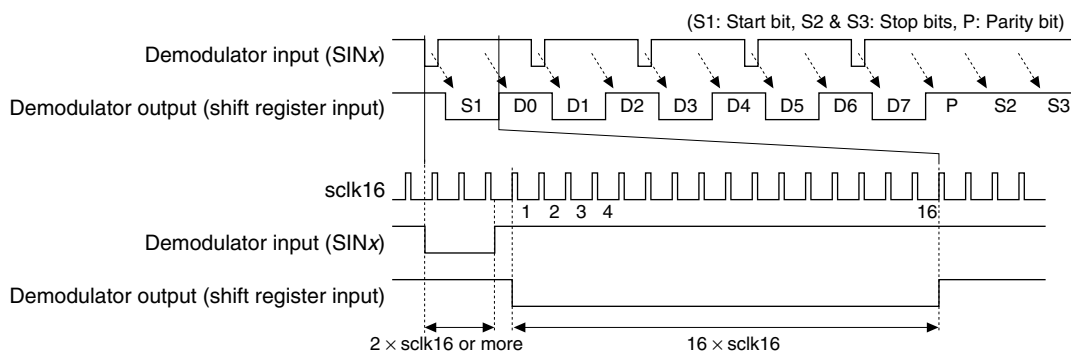 (S1: Start bit, S2 & S3: Stop bits, P: Parity bit)
Demodulator input (SINx)
Demodulator output (shift register input)
S1 D0 D1 D2 D3 D4 D5 D6 D7 P S2 S3
sclk16
1 2 3 4 16
Demodulator input (SINx)
Demodulator output (shift register input)
2 × sclk16 or more 16 × sclk16